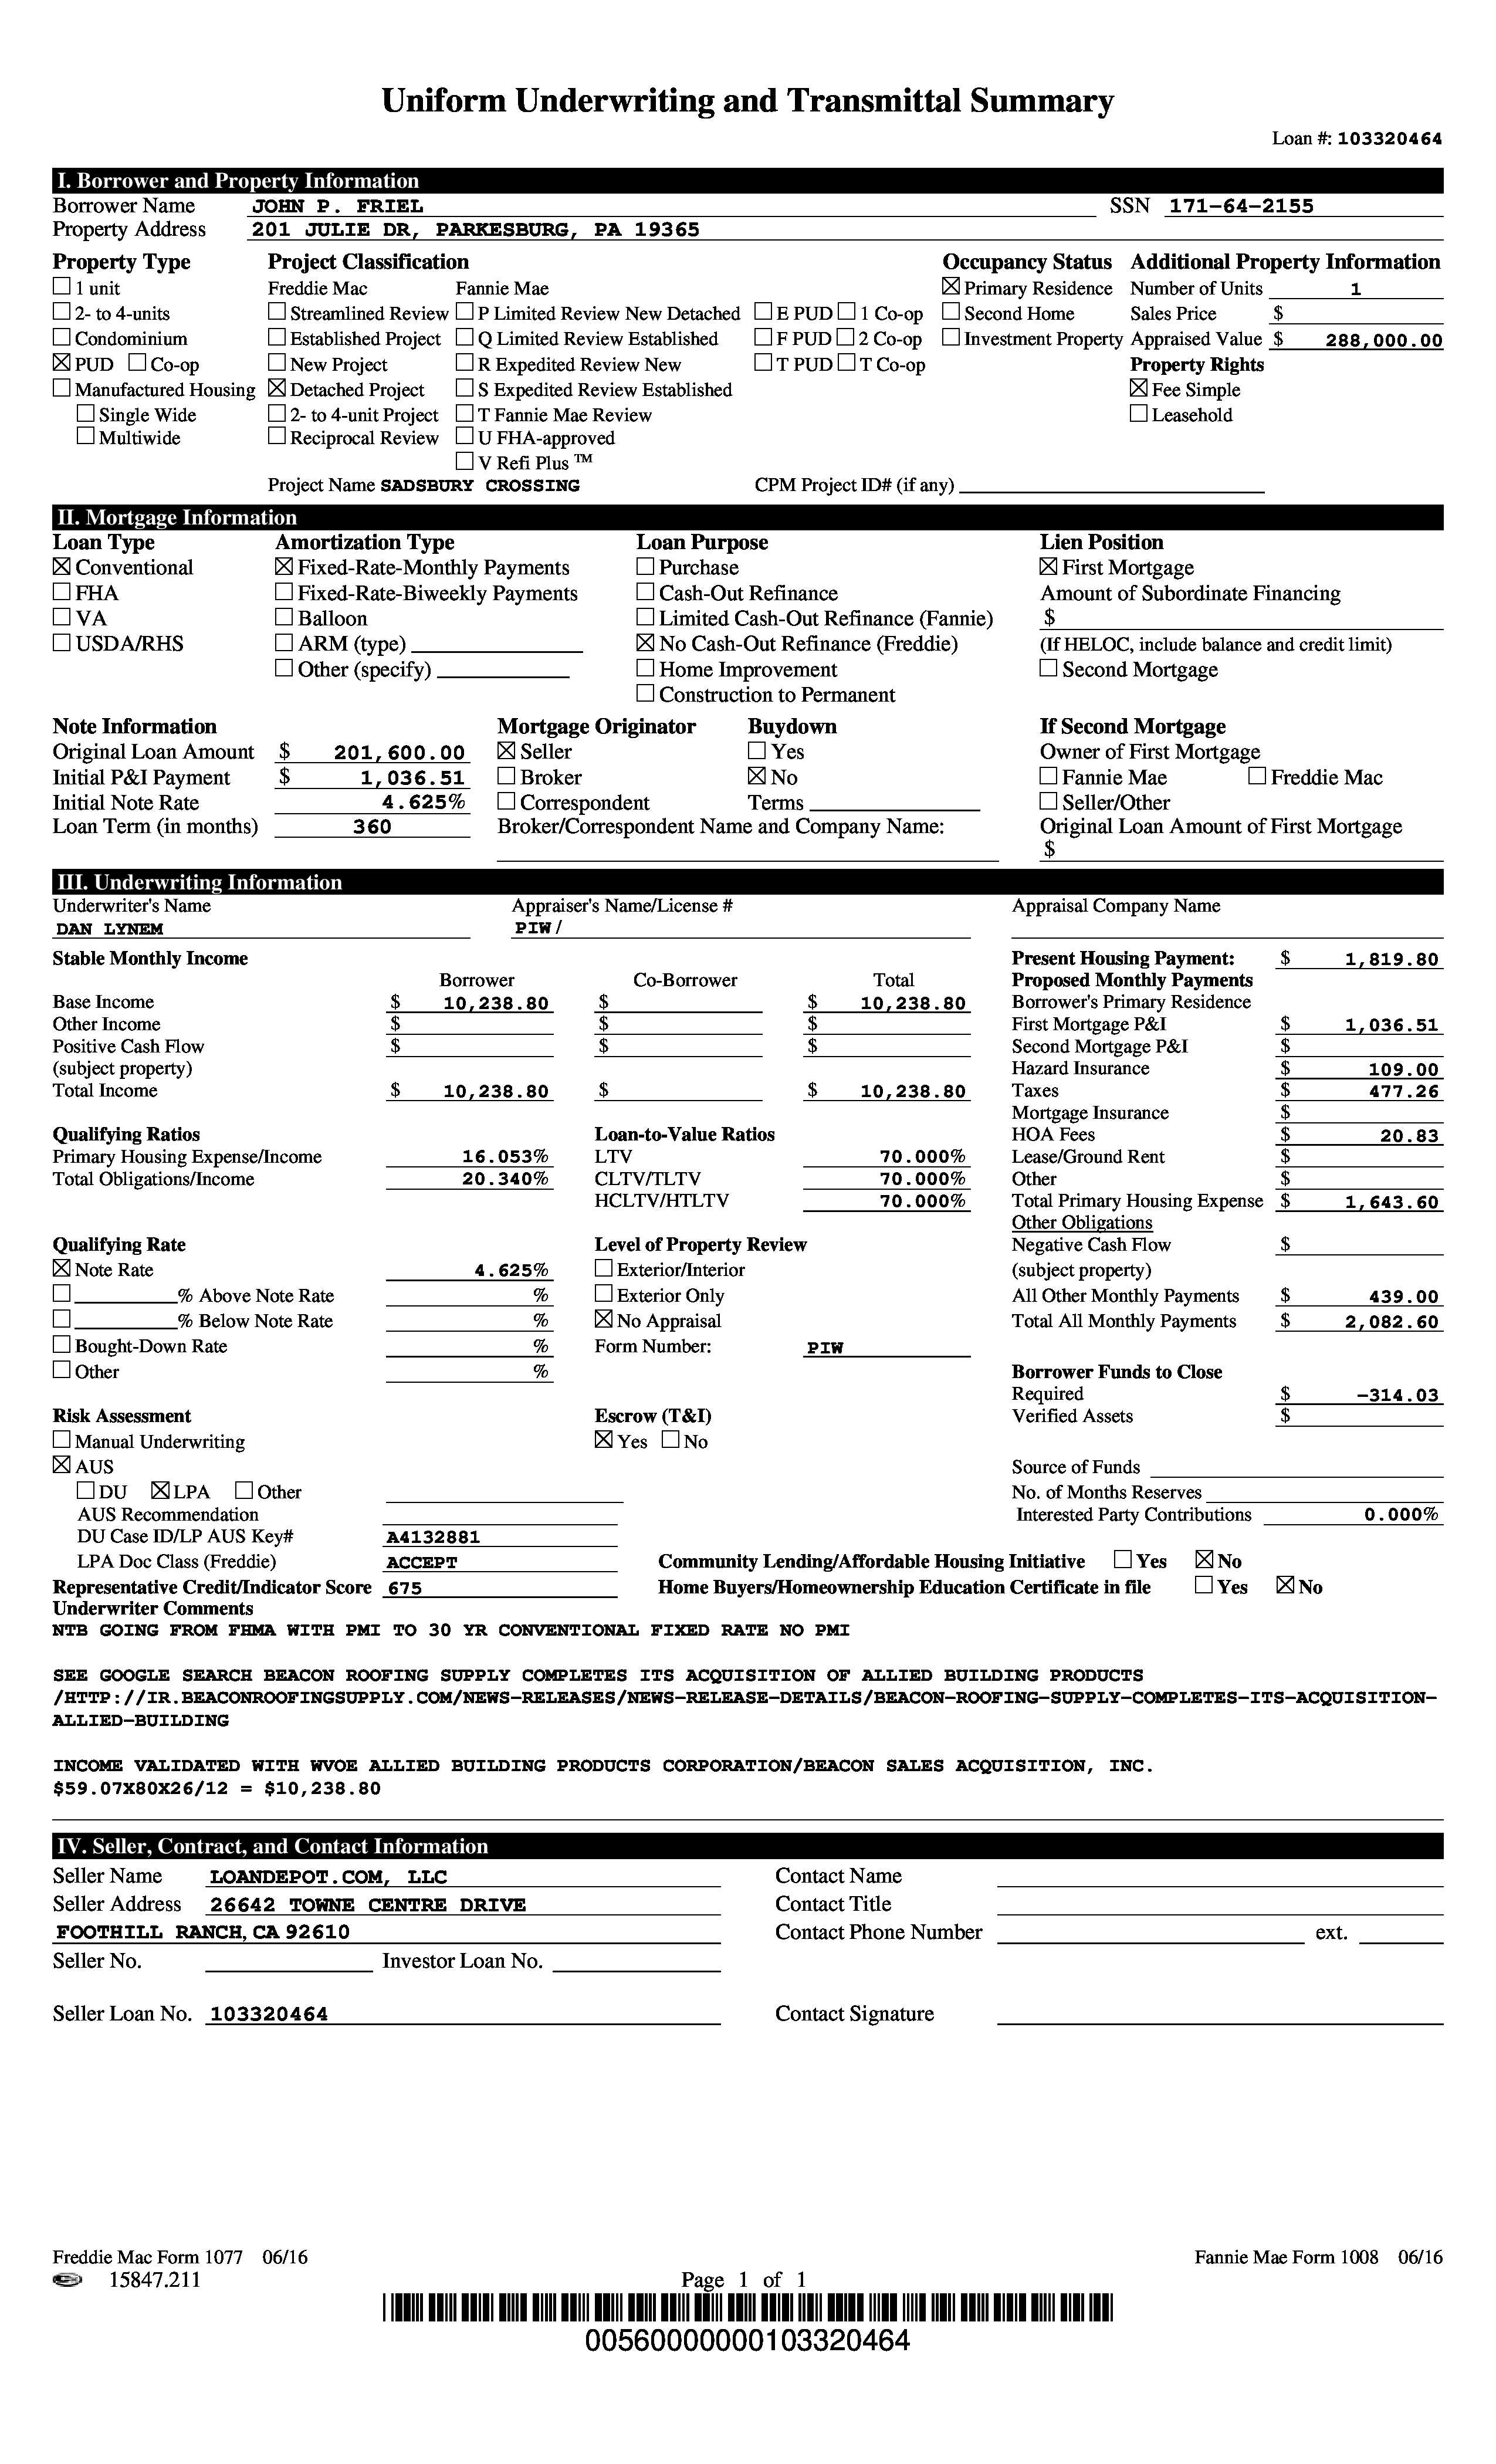 Uniform Underwriting and Transmittal Summary
Loan #: 103320464
I. Borrower and Property Information
Borrower Name JOHN P. FRIEL SSN 171-64-2155
Property Address 201 JULIE DR, PARKESBURG, PA 19365
Property Type Project Classification Occupancy Status Additional Property Information
☐ 1 unit Freddie Mac Fannie Mae ☒ Primary Residence Number of Units 1
☐ 2- to 4-units ☐ Streamlined Review ☐ P Limited Review New Detached ☐ E PUD ☐ 1 Co-op ☐ Second Home Sales Price $
☐ Condominium ☐ Established Project ☐ Q Limited Review Established ☐ F PUD ☐ 2 Co-op ☐ Investment Property Appraised Value $ 288,000.00
☒ PUD ☐ Co-op ☐ New Project ☐ R Expedited Review New ☐ T PUD ☐ T Co-op Property Rights
☐ Manufactured Housing ☒ Detached Project ☐ S Expedited Review Established ☒ Fee Simple
☐ Single Wide ☐ 2- to 4-unit Project ☐ T Fannie Mae Review ☐ Leasehold
☐ Multiwide ☐ Reciprocal Review ☐ U FHA-approved
☐ V Refi Plus ™
Project Name SADSBURY CROSSING CPM Project ID# (if any)
II. Mortgage Information
Loan Type Amortization Type Loan Purpose Lien Position
☒ Conventional ☒ Fixed-Rate-Monthly Payments ☐ Purchase ☒ First Mortgage
☐ FHA ☐ Fixed-Rate-Biweekly Payments ☐ Cash-Out Refinance Amount of Subordinate Financing
☐ VA ☐ Balloon ☐ Limited Cash-Out Refinance (Fannie) $
☐ USDA/RHS ☐ ARM (type) ☒ No Cash-Out Refinance (Freddie) (If HELOC, include balance and credit limit)
☐ Other (specify) ☐ Home Improvement ☐ Second Mortgage
☐ Construction to Permanent
Note Information Mortgage Originator Buydown If Second Mortgage
Original Loan Amount $ 201,600.00 ☒ Seller ☐ Yes Owner of First Mortgage
Initial P&I Payment $ 1,036.51 ☐ Broker ☒ No ☐ Fannie Mae ☐ Freddie Mac
Initial Note Rate 4.625% ☐ Correspondent Terms ☐ Seller/Other
Loan Term (in months) 360 Broker/Correspondent Name and Company Name: Original Loan Amount of First Mortgage
$
III. Underwriting Information
Underwriter's Name Appraiser's Name/License # Appraisal Company Name
DAN LYNEM PIW/
Stable Monthly Income Present Housing Payment: $ 1,819.80
Borrower Co-Borrower Total Proposed Monthly Payments
Base Income $ 10,238.80 $ $ 10,238.80 Borrower's Primary Residence
Other Income $ $ $ First Mortgage P&I $ 1,036.51
Positive Cash Flow $ $ $ Second Mortgage P&I $
(subject property) Hazard Insurance $ 109.00
Total Income $ 10,238.80 $ $ 10,238.80 Taxes $ 477.26
Mortgage Insurance $
Qualifying Ratios Loan-to-Value Ratios HOA Fees $ 20.83
Primary Housing Expense/Income 16.053% LTV 70.000% Lease/Ground Rent $
Total Obligations/Income 20.340% CLTV/TLTV 70.000% Other $
HCLTV/HTLTV 70.000% Total Primary Housing Expense $ 1,643.60
Other Obligations
Qualifying Rate Level of Property Review Negative Cash Flow $
☒ Note Rate 4.625% ☐ Exterior/Interior (subject property)
☐ % Above Note Rate % ☐ Exterior Only All Other Monthly Payments $ 439.00
☐ % Below Note Rate % ☒ No Appraisal Total All Monthly Payments $ 2,082.60
☐ Bought-Down Rate % Form Number: PIW
☐ Other % Borrower Funds to Close
Required $ -314.03
Risk Assessment Escrow (T&I) Verified Assets $
☐ Manual Underwriting ☒ Yes ☐ No
☒ AUS Source of Funds
☐ DU ☒ LPA ☐ Other No. of Months Reserves
AUS Recommendation Interested Party Contributions 0.000%
DU Case ID/LP AUS Key# A4132881
LPA Doc Class (Freddie) ACCEPT Community Lending/Affordable Housing Initiative ☐ Yes ☒ No
Representative Credit/Indicator Score 675 Home Buyers/Homeownership Education Certificate in file ☐ Yes ☒ No
Underwriter Comments
NTB GOING FROM FHMA WITH PMI TO 30 YR CONVENTIONAL FIXED RATE NO PMI
SEE GOOGLE SEARCH BEACON ROOFING SUPPLY COMPLETES ITS ACQUISITION OF ALLIED BUILDING PRODUCTS
/HTTP://IR.BEACONROOFINGSUPPLY.COM/NEWS-RELEASES/NEWS-RELEASE-DETAILS/BEACON-ROOFING-SUPPLY-COMPLETES-ITS-ACQUISITION-
ALLIED-BUILDING
INCOME VALIDATED WITH WVOE ALLIED BUILDING PRODUCTS CORPORATION/BEACON SALES ACQUISITION, INC.
$59.07X80X26/12 = $10,238.80
IV. Seller, Contract, and Contact Information
Seller Name LOANDEPOT.COM, LLC Contact Name
Seller Address 26642 TOWNE CENTRE DRIVE Contact Title
FOOTHILL RANCH, CA 92610 Contact Phone Number ext.
Seller No. Investor Loan No.
Seller Loan No. 103320464 Contact Signature
Freddie Mac Form 1077 06/16 Fannie Mae Form 1008 06/16
15847.211 Page 1 of 1
00560000000103320464